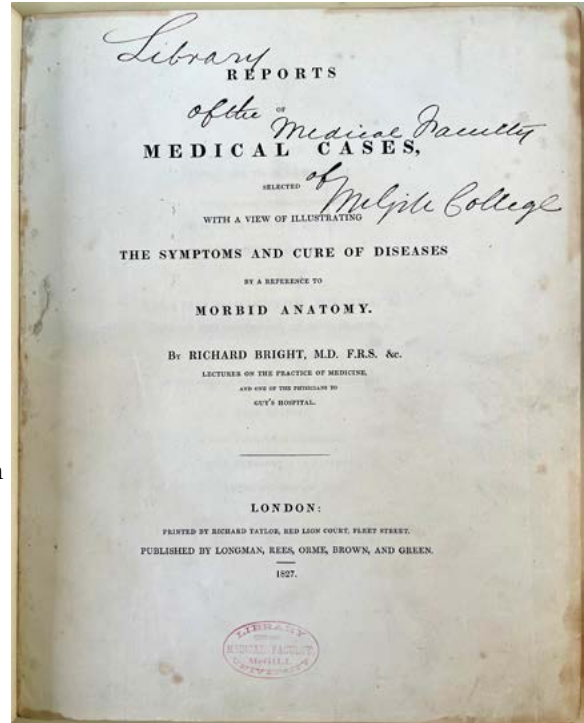 Library
REPORTS
of the OF
Medical Faculty
MEDICAL CASES,
SELECTED of
McGill College
WITH A VIEW OF ILLUSTRATING
THE SYMPTOMS AND CURE OF DISEASES
BY A REFERENCE TO
MORBID ANATOMY.
BY RICHARD BRIGHT, M.D. F.R.S. &c.
LECTURER ON THE PRACTICE OF MEDICINE,
AND ONE OF THE PHYSICIANS TO
GUY'S HOSPITAL.
LONDON:
PRINTED BY RICHARD TAYLOR, RED LION COURT, FLEET STREET.
PUBLISHED BY LONGMAN, REES, ORME, BROWN, AND GREEN.
1827.
LIBRARY
MEDICAL FACULTY
McGILL
UNIVERSITY